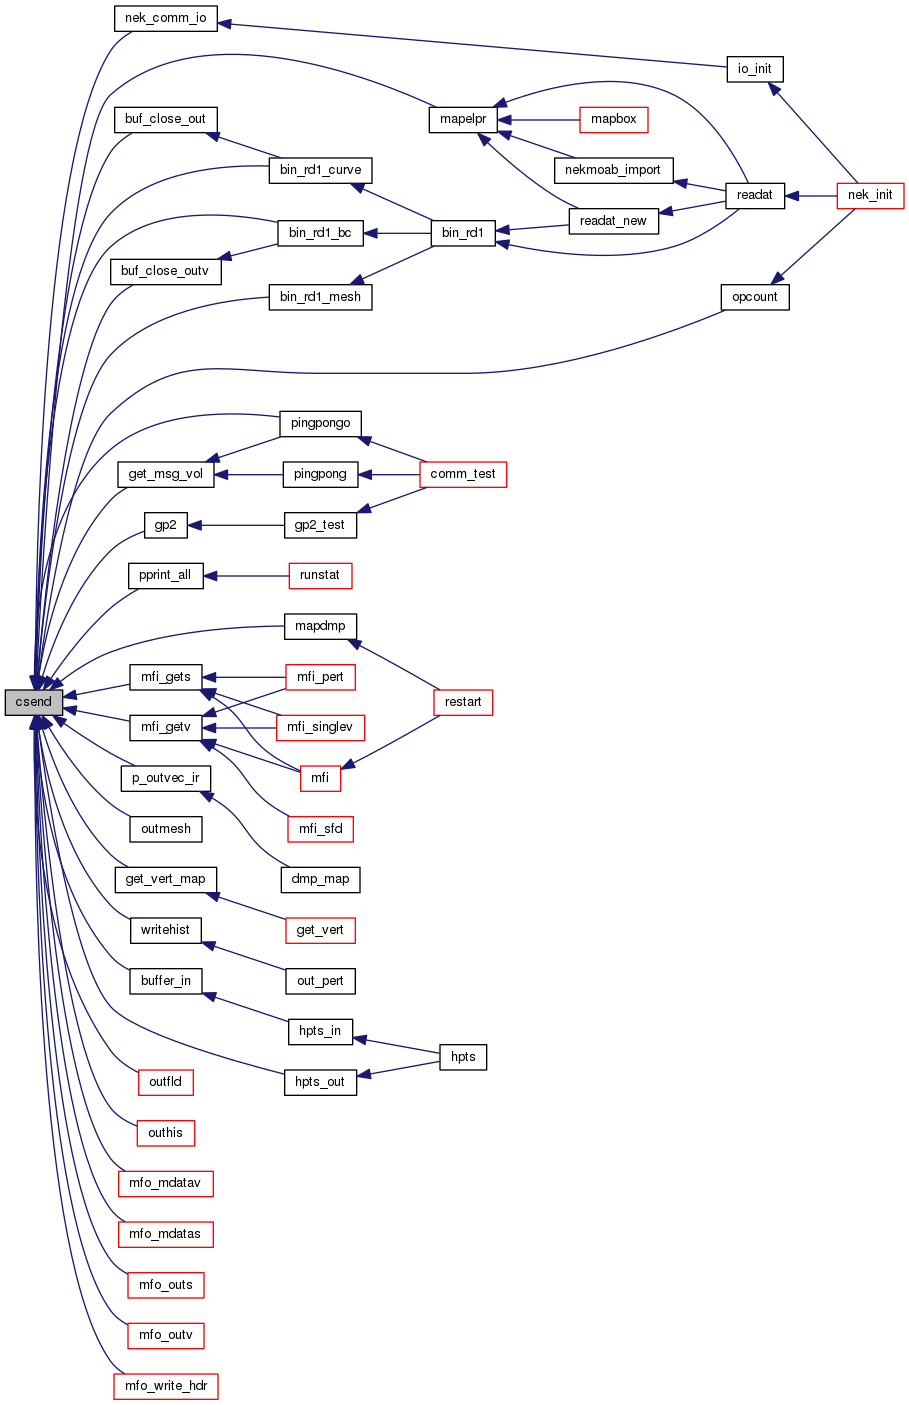 nek_comm_io
io_init
buf_close_out
mapelpr
mapbox
bin_rd1_curve
nekmoab_import
readat
nek_init
bin_rd1_bc
bin_rd1
readat_new
buf_close_outv
bin_rd1_mesh
opcount
pingpongo
get_msg_vol
pingpong
comm_test
gp2
gp2_test
pprint_all
runstat
mapdmp
mfi_gets
mfi_pert
csend
restart
mfi_getv
mfi_singlev
p_outvec_ir
mfi
outmesh
mfi_sfd
get_vert_map
dmp_map
writehist
get_vert
buffer_in
out_pert
hpts_in
hpts
outfld
hpts_out
outhis
mfo_mdatav
mfo_mdatas
mfo_outs
mfo_outv
mfo_write_hdr